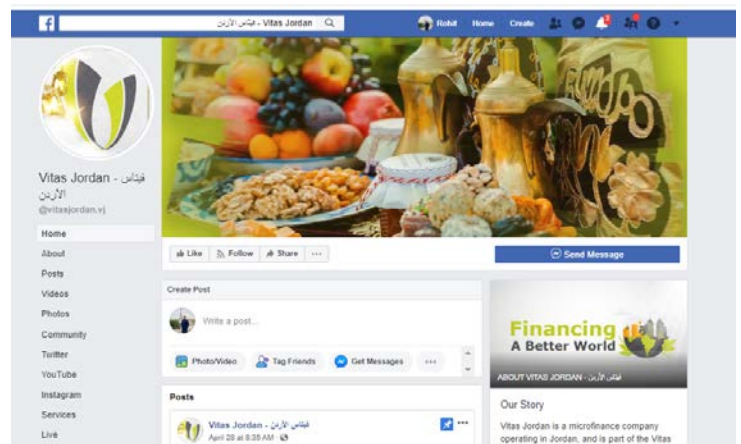 Vitas Jordan - ڤيتاس الأردن
Rohit
Home
Create
Vitas Jordan - ڤيتاس
الأردن
@vitasjordan.vj
Home
About
Posts
Videos
Photos
Community
Twitter
YouTube
Instagram
Services
Live
Like
Follow
Share
Send Message
Create Post
Write a post...
Photo/Video
Tag Friends
Get Messages
Posts
Vitas Jordan - ڤيتاس الأردن
April 28 at 8:35 AM
Financing
A Better World
ABOUT VITAS JORDAN - ڤيتاس الأردن
Our Story
Vitas Jordan is a microfinance company
operating in Jordan, and is part of the Vitas